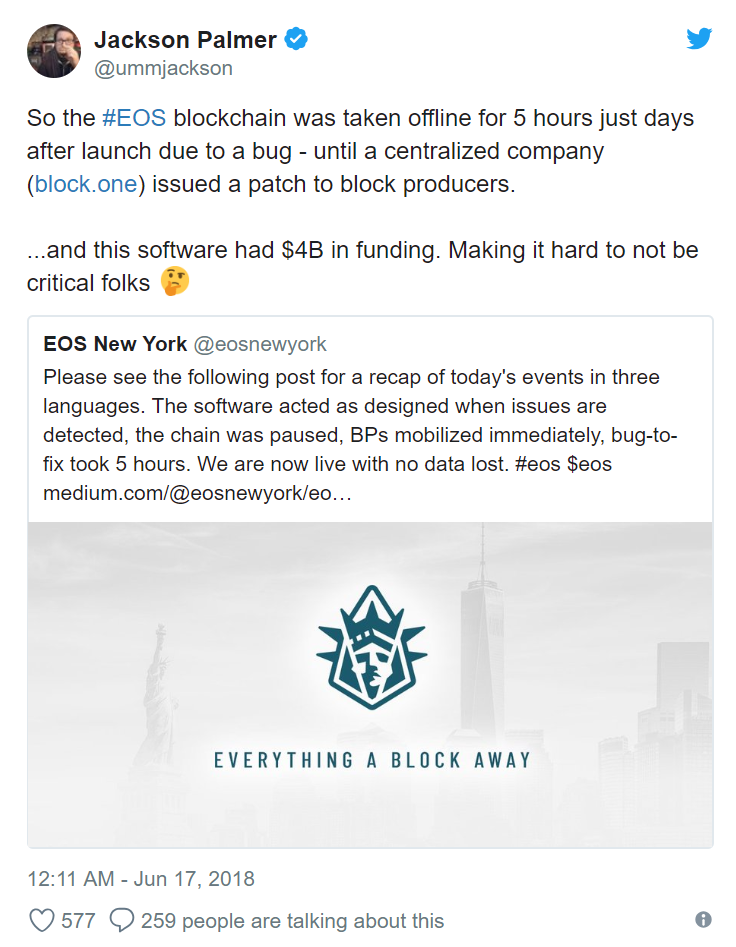 Jackson Palmer
@ummjackson
So the #EOS blockchain was taken offline for 5 hours just days
after launch due to a bug - until a centralized company
(block.one) issued a patch to block producers.
...and this software had $4B in funding. Making it hard to not be
critical folks 🤔
EOS New York @eosnewyork
Please see the following post for a recap of today's events in three
languages. The software acted as designed when issues are
detected, the chain was paused, BPs mobilized immediately, bug-to-
fix took 5 hours. We are now live with no data lost. #eos $eos
medium.com/@eosnewyork/eo…
EVERYTHING A BLOCK AWAY
12:11 AM - Jun 17, 2018
577 259 people are talking about this